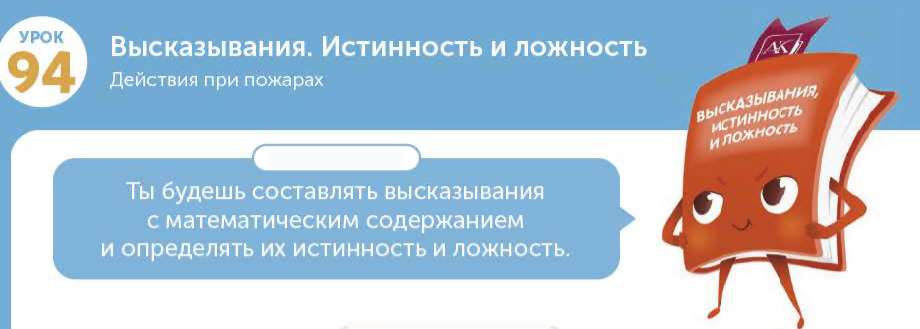 УРОК
94
Высказывания. Истинность и ложность
Действия при пожарах
АК
ВЫСКАЗЫВАНИЯ,
ИСТИННОСТЬ
И ЛОЖНОСТЬ
Ты будешь составлять высказывания
с математическим содержанием
и определять их истинность и ложность.